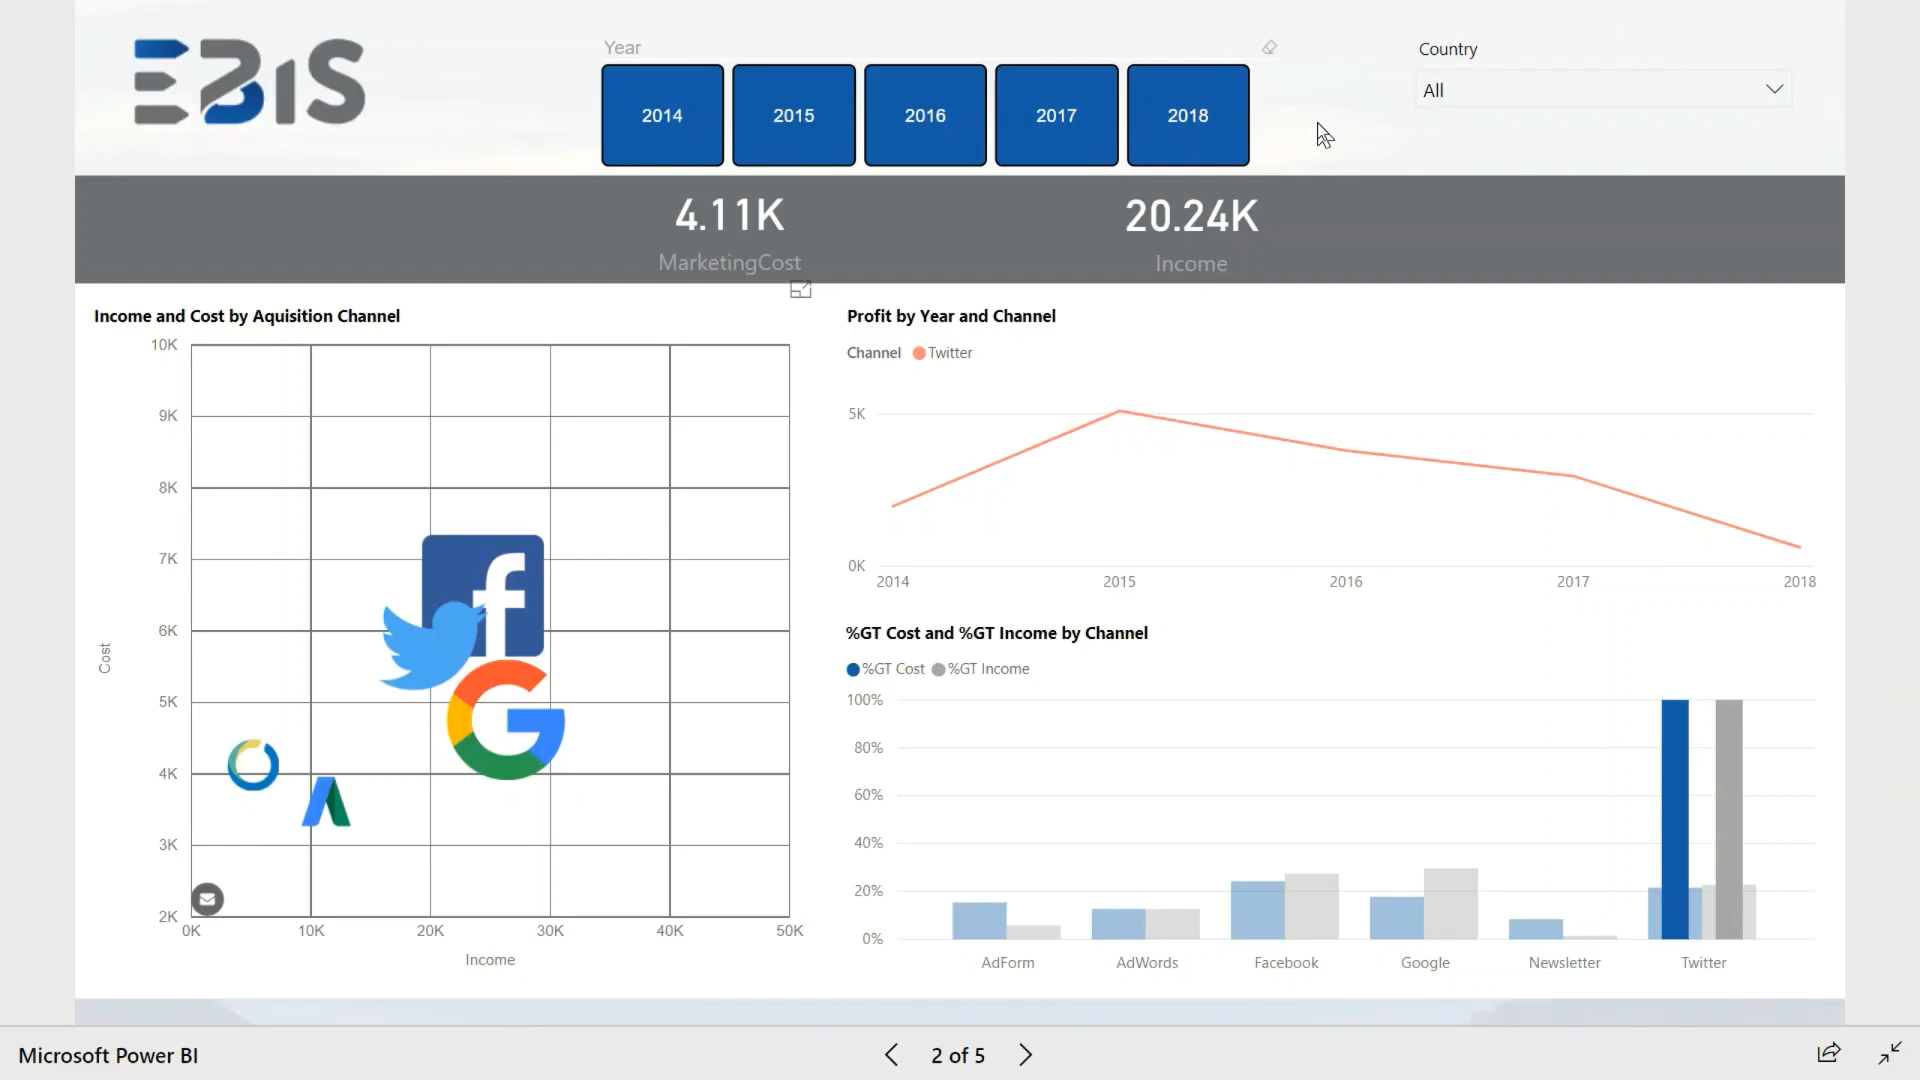 EBIS
Year
2014 2015 2016 2017 2018
Country
All
4.11K
MarketingCost
20.24K
Income
Income and Cost by Aquisition Channel
10K
9K
8K
7K
6K
5K
4K
3K
2K
Cost
0K 10K 20K 30K 40K 50K
Income
Profit by Year and Channel
Channel Twitter
5K
0K
2014 2015 2016 2017 2018
%GT Cost and %GT Income by Channel
%GT Cost %GT Income
100%
80%
60%
40%
20%
0%
AdForm AdWords Facebook Google Newsletter Twitter
Microsoft Power BI
2 of 5